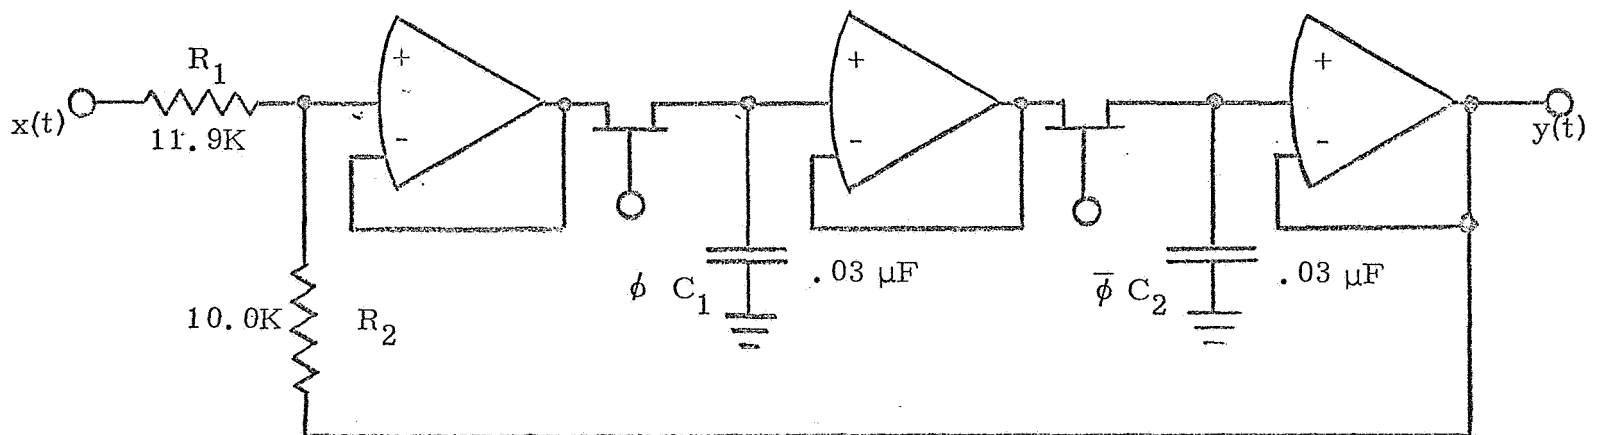 R1
x(t)
11.9K
+
-
+
-
+
-
y(t)
10.0K R2
ϕ C1 .03 µF
ϕ̅ C2 .03 µF